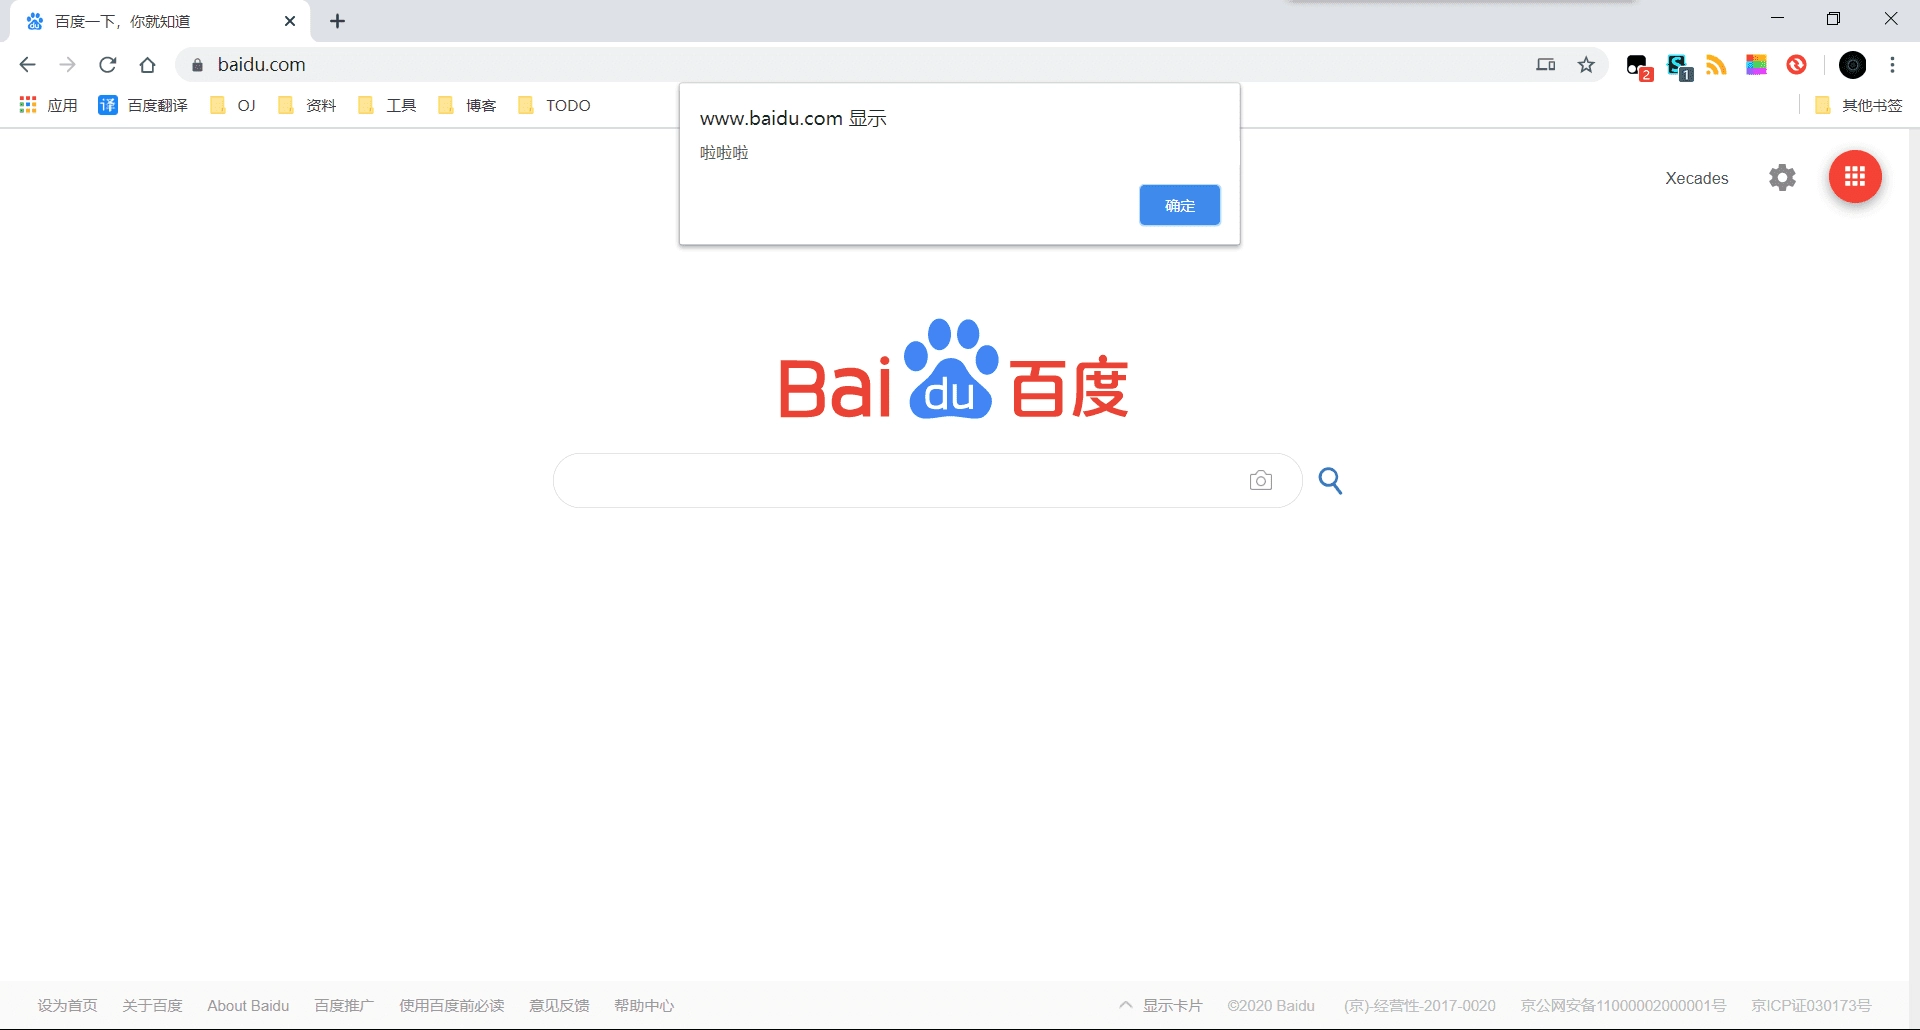 百度一下，你就知道
baidu.com
2
1
应用 百度翻译 OJ 资料 工具 博客 TODO 其他书签
www.baidu.com 显示
啦啦啦
确定
Xecades
Bai du 百度
设为首页 关于百度 About Baidu 百度推广 使用百度前必读 意见反馈 帮助中心 显示卡片 ©2020 Baidu (京)-经营性-2017-0020 京公网安备11000002000001号 京ICP证030173号